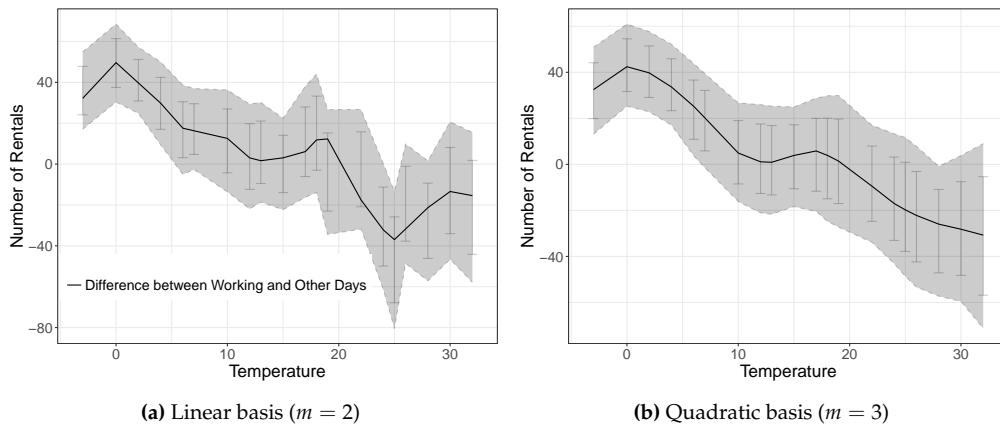 40
0
−40
−80
Number of Rentals
Difference between Working and Other Days
0 10 20 30
Temperature
(a) Linear basis (m = 2)
40
0
−40
Number of Rentals
0 10 20 30
Temperature
(b) Quadratic basis (m = 3)